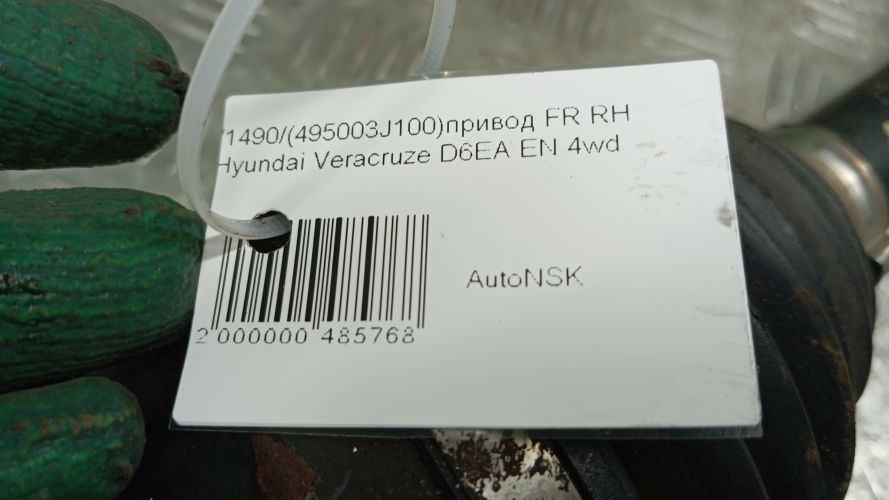 1490/(495003J100)привод FR RH
Hyundai Veracruze D6EA EN 4wd
AutoNSK
2 000000 485768